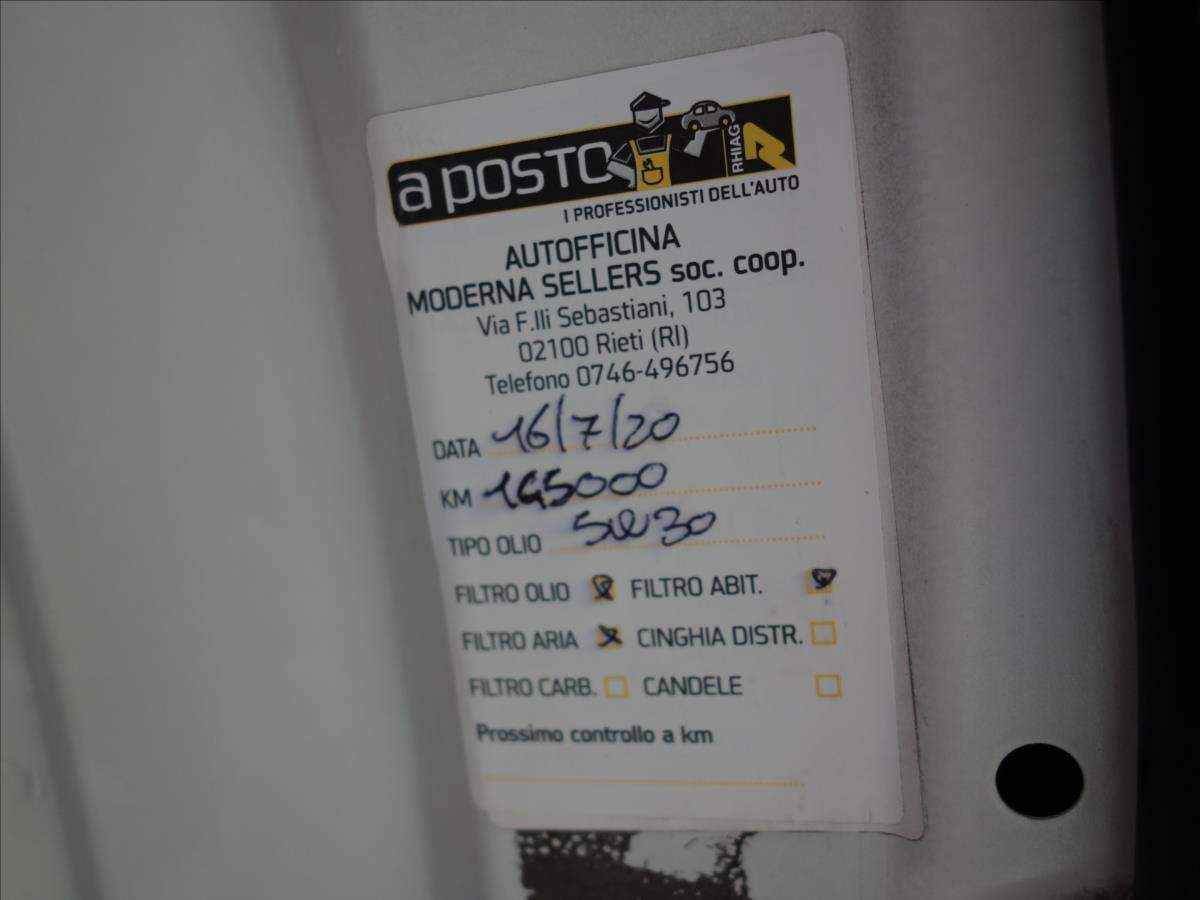 a posto
RHIAG
I PROFESSIONISTI DELL'AUTO
AUTOFFICINA
MODERNA SELLERS soc. coop.
Via F.lli Sebastiani, 103
02100 Rieti (RI)
Telefono 0746-496756
DATA 16/7/20
KM 145000
TIPO OLIO 5W30
FILTRO OLIO FILTRO ABIT.
FILTRO ARIA CINGHIA DISTR.
FILTRO CARB. CANDELE
Prossimo controllo a km